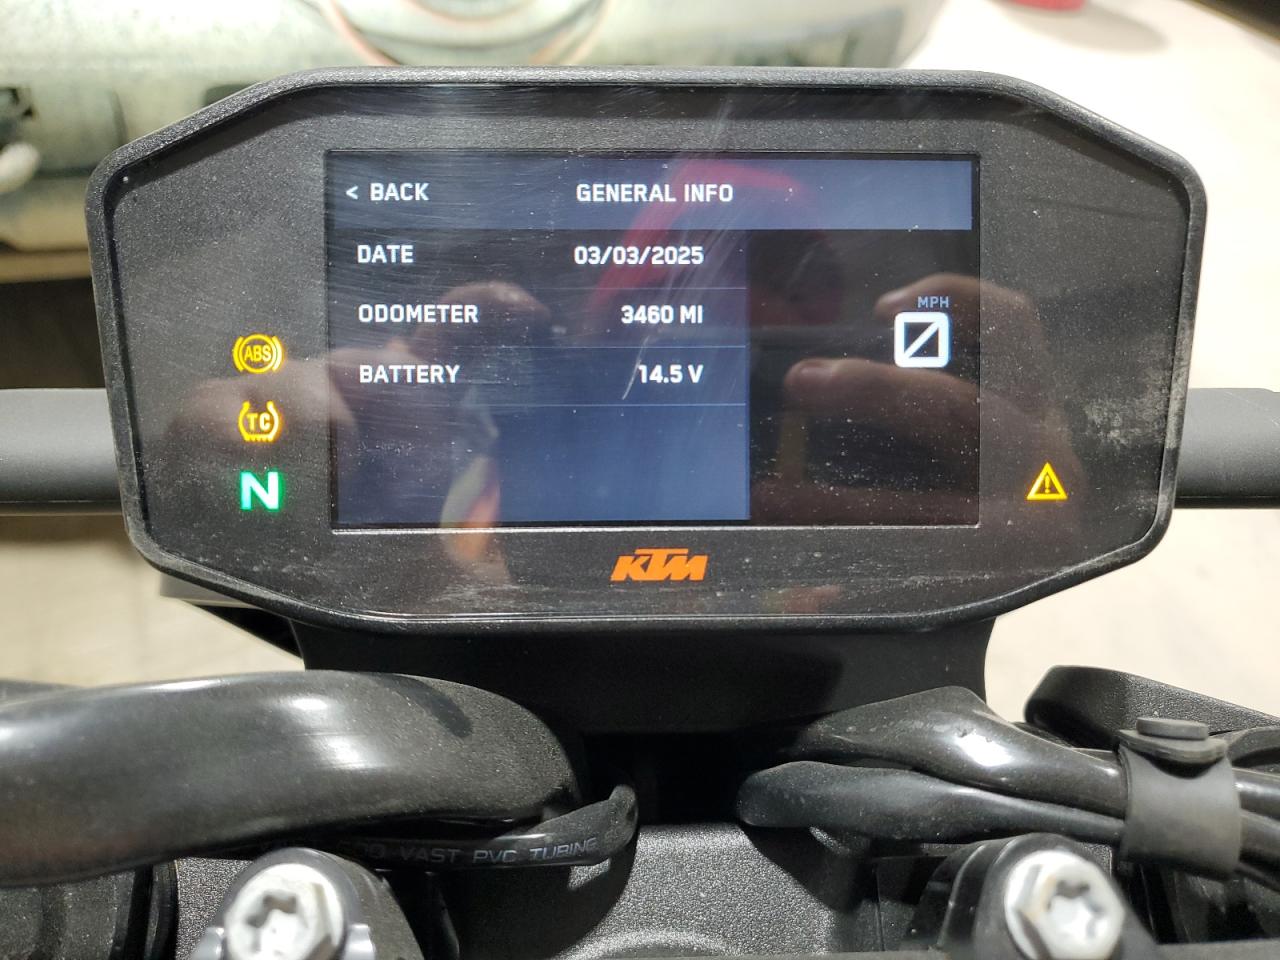 < BACK GENERAL INFO
DATE 03/03/2025
ODOMETER 3460 MI
BATTERY 14.5 V
MPH
0
ABS
TC
N
KTM
VAST PVC TUBING